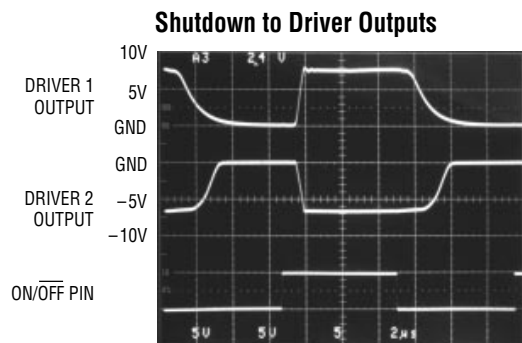 Shutdown to Driver Outputs
10V
A3 2.4 V
DRIVER 1
OUTPUT
5V
GND
GND
DRIVER 2
OUTPUT
−5V
−10V
ON/OFF PIN
5V 5V 5 2µs